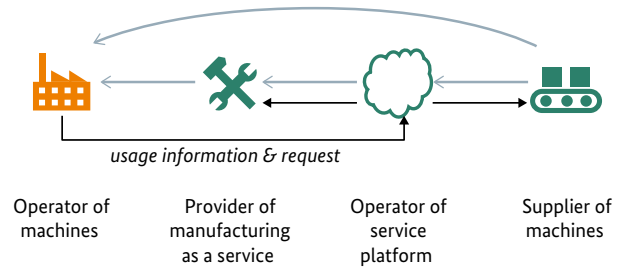 usage information & request
Operator of
machines
Provider of
manufacturing
as a service
Operator of
service
platform
Supplier of
machines